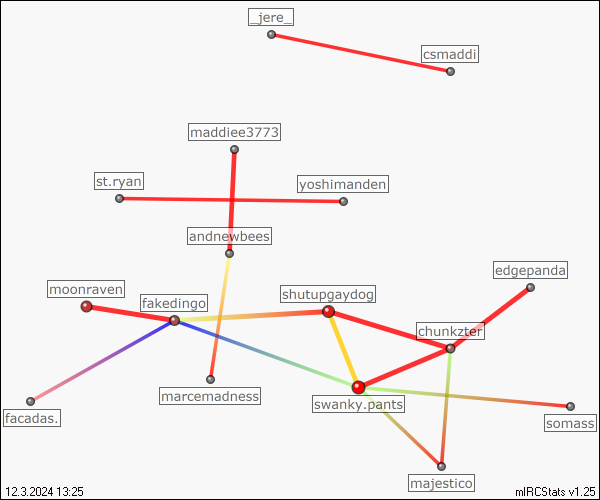 _jere_
csmaddi
maddiee3773
st.ryan
yoshimanden
andnewbees
edgepanda
moonraven
shutupgaydog
fakedingo
chunkzter
marcemadness
swanky.pants
facadas.
somass
majestico
12.3.2024 13:25
mIRCStats v1.25